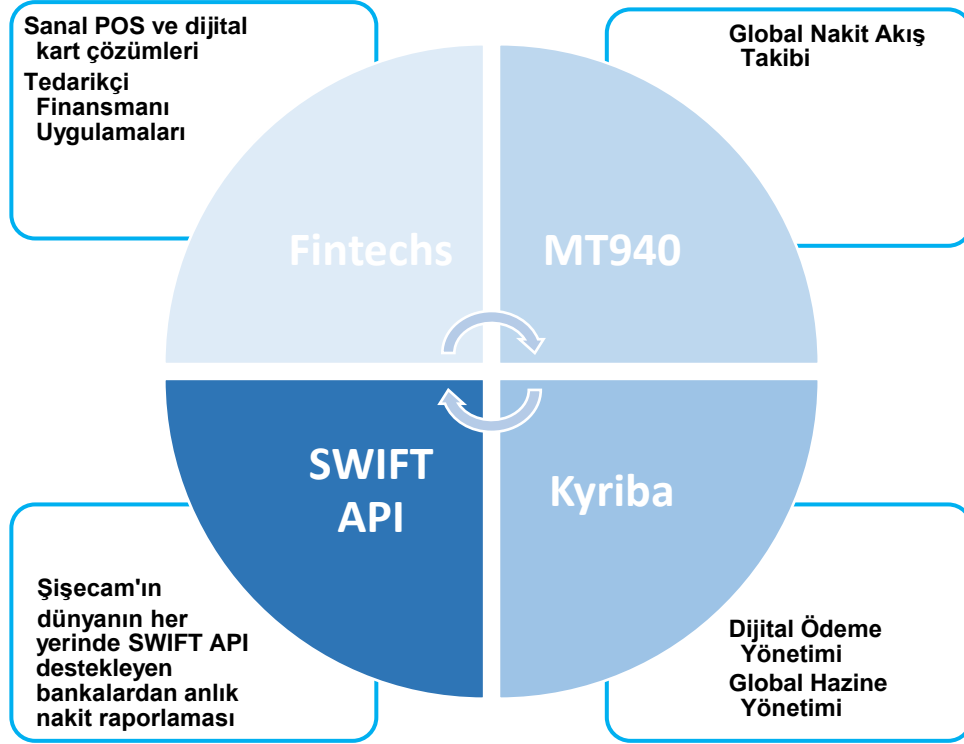 Sanal POS ve dijital
kart çözümleri
Tedarikçi
Finansmanı
Uygulamaları
Global Nakit Akış
Takibi
Fintechs
MT940
SWIFT
API
Kyriba
Şişecam'ın
dünyanın her
yerinde SWIFT API
destekleyen
bankalardan anlık
nakit raporlaması
Dijital Ödeme
Yönetimi
Global Hazine
Yönetimi